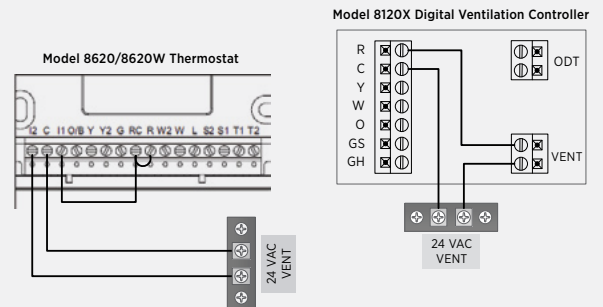 Model 8620/8620W Thermostat
I2 C I1 O/B Y Y2 G RC R W2 W L S2 S1 T1 T2
24 VAC
VENT
Model 8120X Digital Ventilation Controller
R
C
Y
W
O
GS
GH
ODT
VENT
24 VAC
VENT